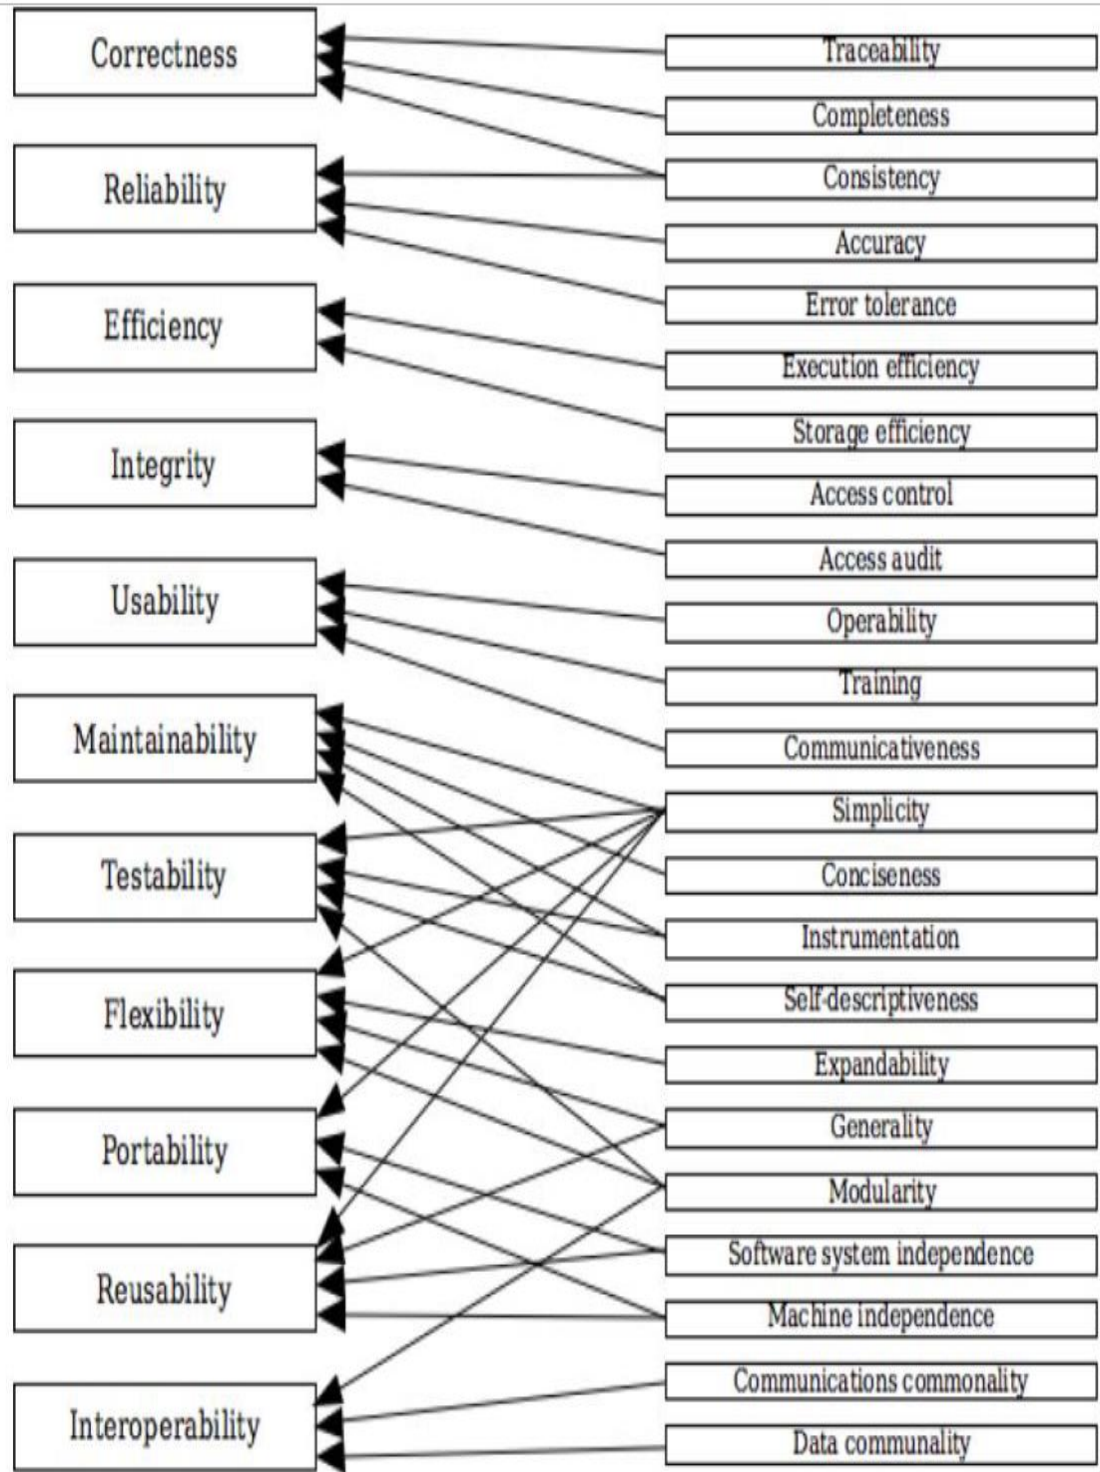 Correctness
Reliability
Efficiency
Integrity
Usability
Maintainability
Testability
Flexibility
Portability
Reusability
Interoperability
Traceability
Completeness
Consistency
Accuracy
Error tolerance
Execution efficiency
Storage efficiency
Access control
Access audit
Operability
Training
Communicativeness
Simplicity
Conciseness
Instrumentation
Self-descriptiveness
Expandability
Generality
Modularity
Software system independence
Machine independence
Communications commonality
Data communality